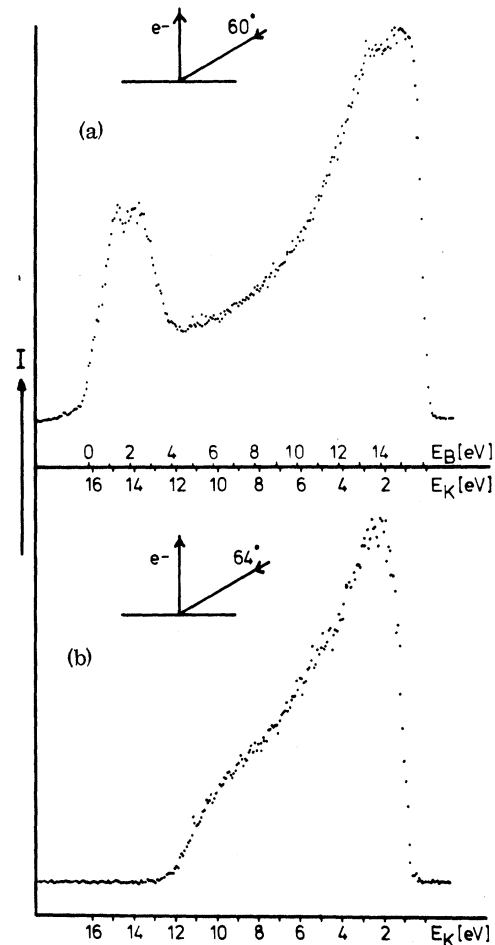 e- 60°
(a)
I
0 2 4 6 8 10 12 14 E_B [eV]
16 14 12 10 8 6 4 2 E_K [eV]
e- 64°
(b)
16 14 12 10 8 6 4 2 E_K [eV]